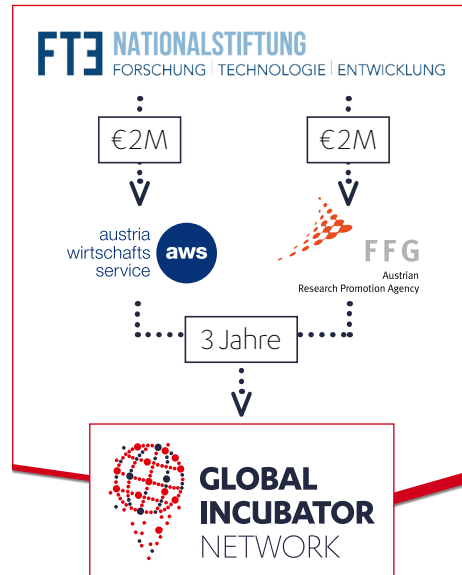 FTE NATIONALSTIFTUNG
FORSCHUNG | TECHNOLOGIE | ENTWICKLUNG
€2M €2M
austria
wirtschafts
service
aws
FFG
Austrian
Research Promotion Agency
3 Jahre
GLOBAL
INCUBATOR
NETWORK